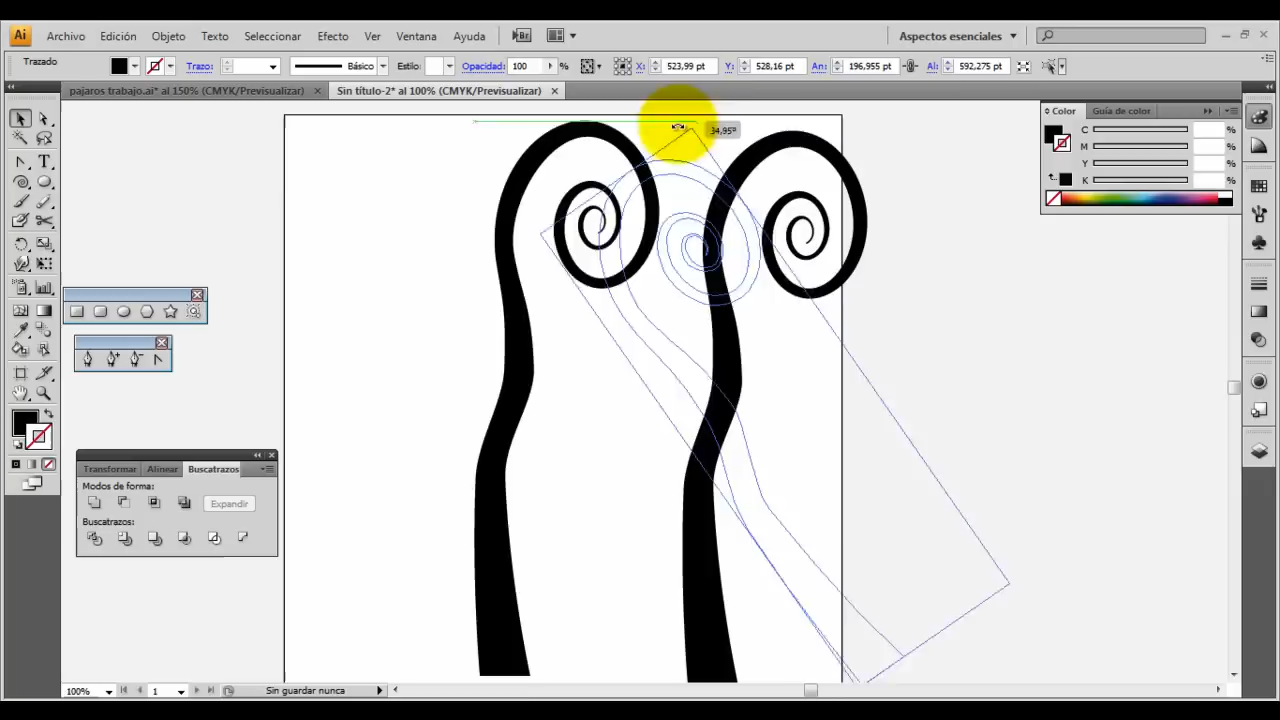 Ai Archivo Edición Objeto Texto Seleccionar Efecto Ver Ventana Ayuda Br Aspectos esenciales
Trazado Trazo: Básico Estilo: Opacidad: 100 % X: 523,99 pt Y: 528,16 pt An: 196,955 pt Al: 592,275 pt
pajaros trabajo.ai* al 150% (CMYK/Previsualizar) Sin título-2* al 100% (CMYK/Previsualizar)
Color Guía de color
C
M
Y
K
34,95°
Transformar Alinear Buscatrazos
Modos de forma:
Expandir
Buscatrazos:
100% 1 Sin guardar nunca